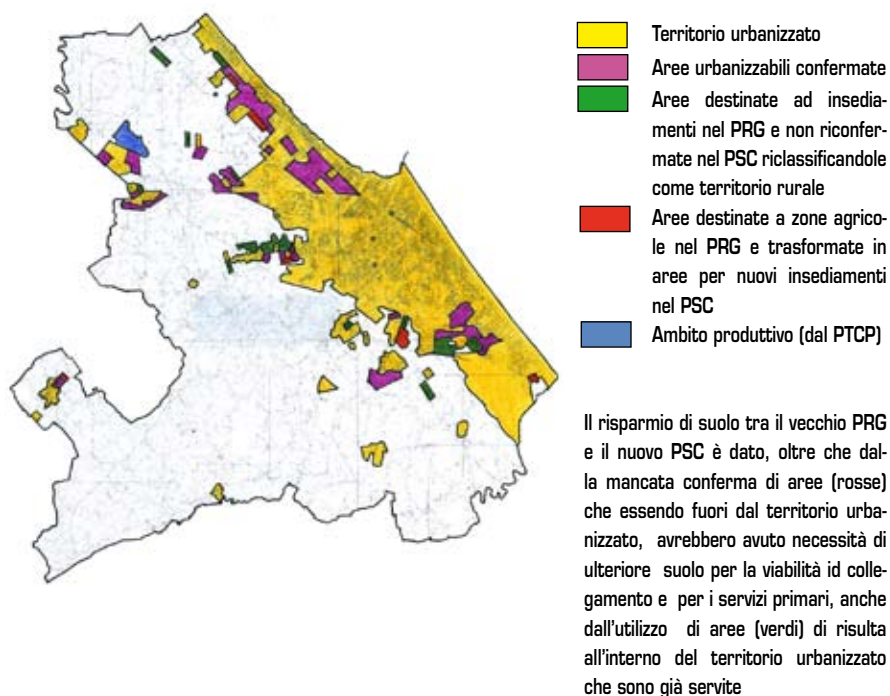 Territorio urbanizzato
Aree urbanizzabili confermate
Aree destinate ad insedia-
menti nel PRG e non riconfer-
mate nel PSC riclassificandole
come territorio rurale
Aree destinate a zone agrico-
le nel PRG e trasformate in
aree per nuovi insediamenti
nel PSC
Ambito produttivo (dal PTCP)
Il risparmio di suolo tra il vecchio PRG
e il nuovo PSC è dato, oltre che dal-
la mancata conferma di aree (rosse)
che essendo fuori dal territorio urba-
nizzato, avrebbero avuto necessità di
ulteriore suolo per la viabilità id colle-
gamento e per i servizi primari, anche
dall'utilizzo di aree (verdi) di risulta
all'interno del territorio urbanizzato
che sono già servite